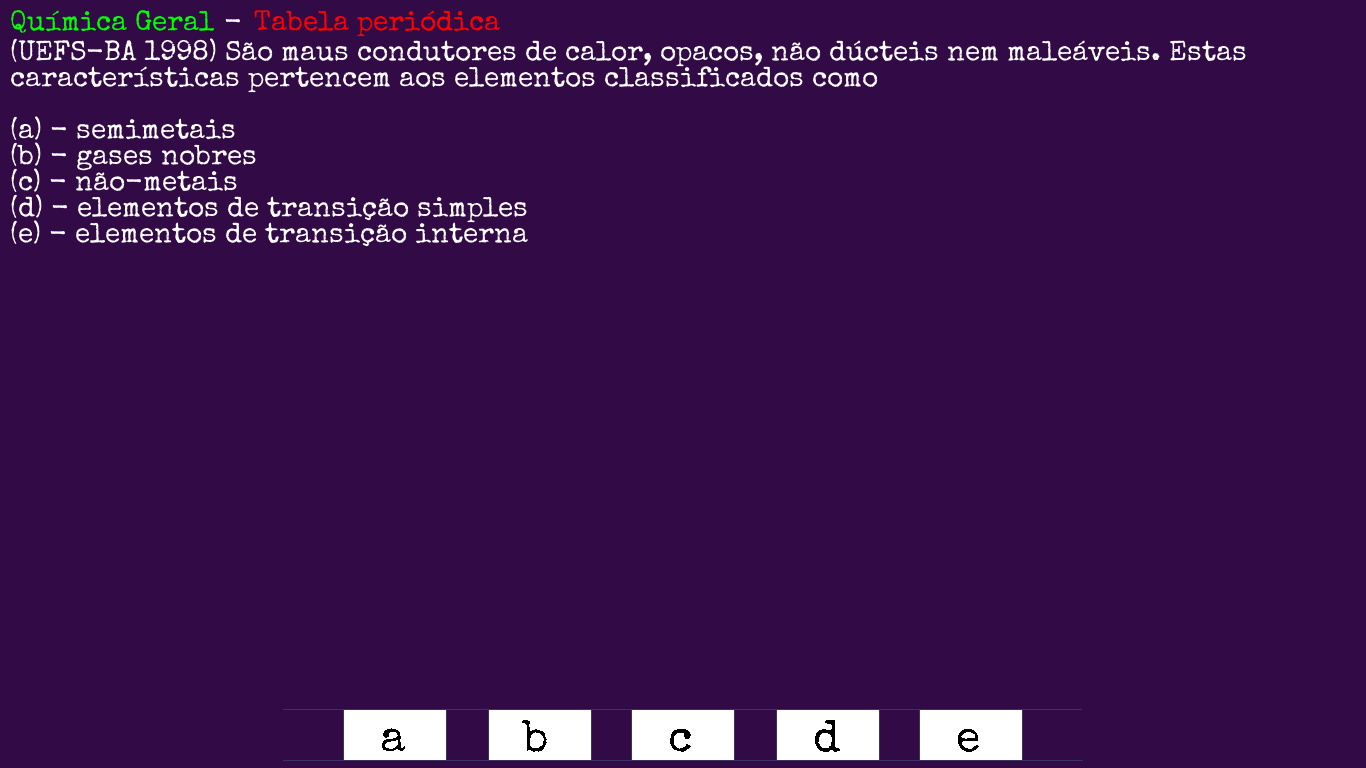 Química Geral - Tabela periódica
(UEFS-BA 1998) São maus condutores de calor, opacos, não dúcteis nem maleáveis. Estas
características pertencem aos elementos classificados como
(a) - semimetais
(b) - gases nobres
(c) - não-metais
(d) - elementos de transição simples
(e) - elementos de transição interna
a b c d e